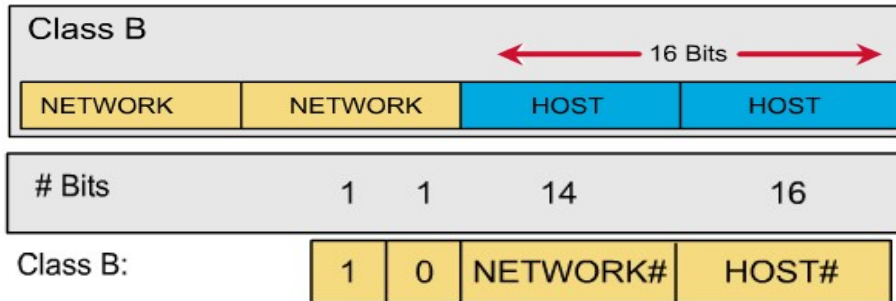 Class B
16 Bits
NETWORK NETWORK HOST HOST
# Bits 1 1 14 16
Class B: 1 0 NETWORK# HOST#